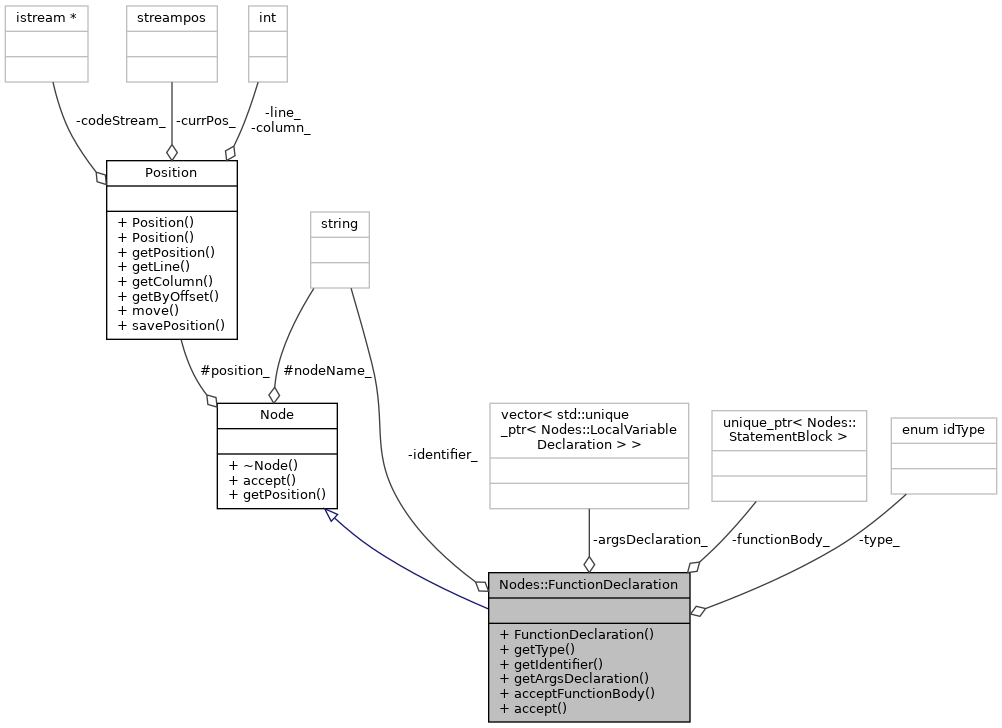 istream *
streampos
int
-codeStream_
-currPos_
-line_
-column_
Position
+ Position()
+ Position()
+ getPosition()
+ getLine()
+ getColumn()
+ getByOffset()
+ move()
+ savePosition()
string
#position_
#nodeName_
Node
+ ~Node()
+ accept()
+ getPosition()
-identifier_
vector< std::unique
_ptr< Nodes::LocalVariable
Declaration > >
unique_ptr< Nodes::
StatementBlock >
enum idType
-argsDeclaration_
-functionBody_
-type_
Nodes::FunctionDeclaration
+ FunctionDeclaration()
+ getType()
+ getIdentifier()
+ getArgsDeclaration()
+ acceptFunctionBody()
+ accept()